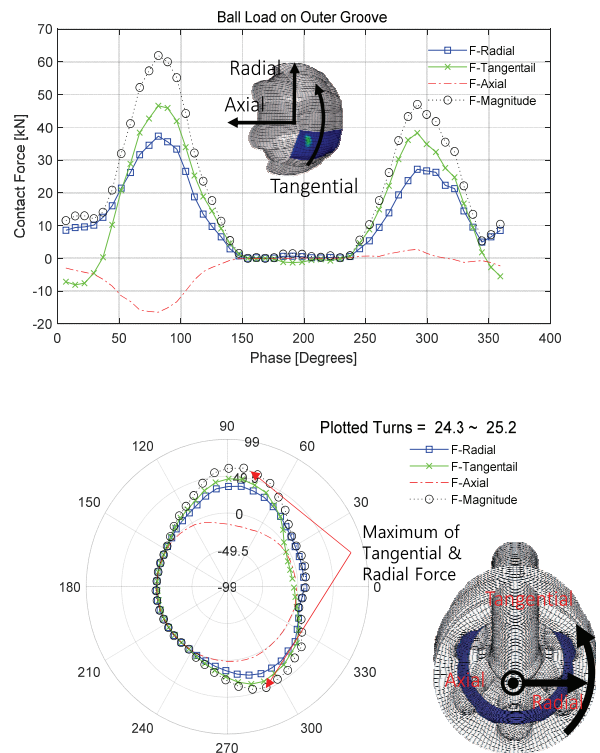 Ball Load on Outer Groove
70
60
50
40
30
20
10
0
-10
-20
Contact Force [kN]
F-Radial
F-Tangentail
F-Axial
F-Magnitude
Radial
Axial
Tangential
0 50 100 150 200 250 300 350 400
Phase [Degrees]
Plotted Turns = 24.3 ~ 25.2
F-Radial
F-Tangentail
F-Axial
F-Magnitude
90
99
60
120
30
150
0
-49.5
Maximum of
Tangential &
Radial Force
180
-99
0
210
330
240
300
270
Tangential
Axial
Radial